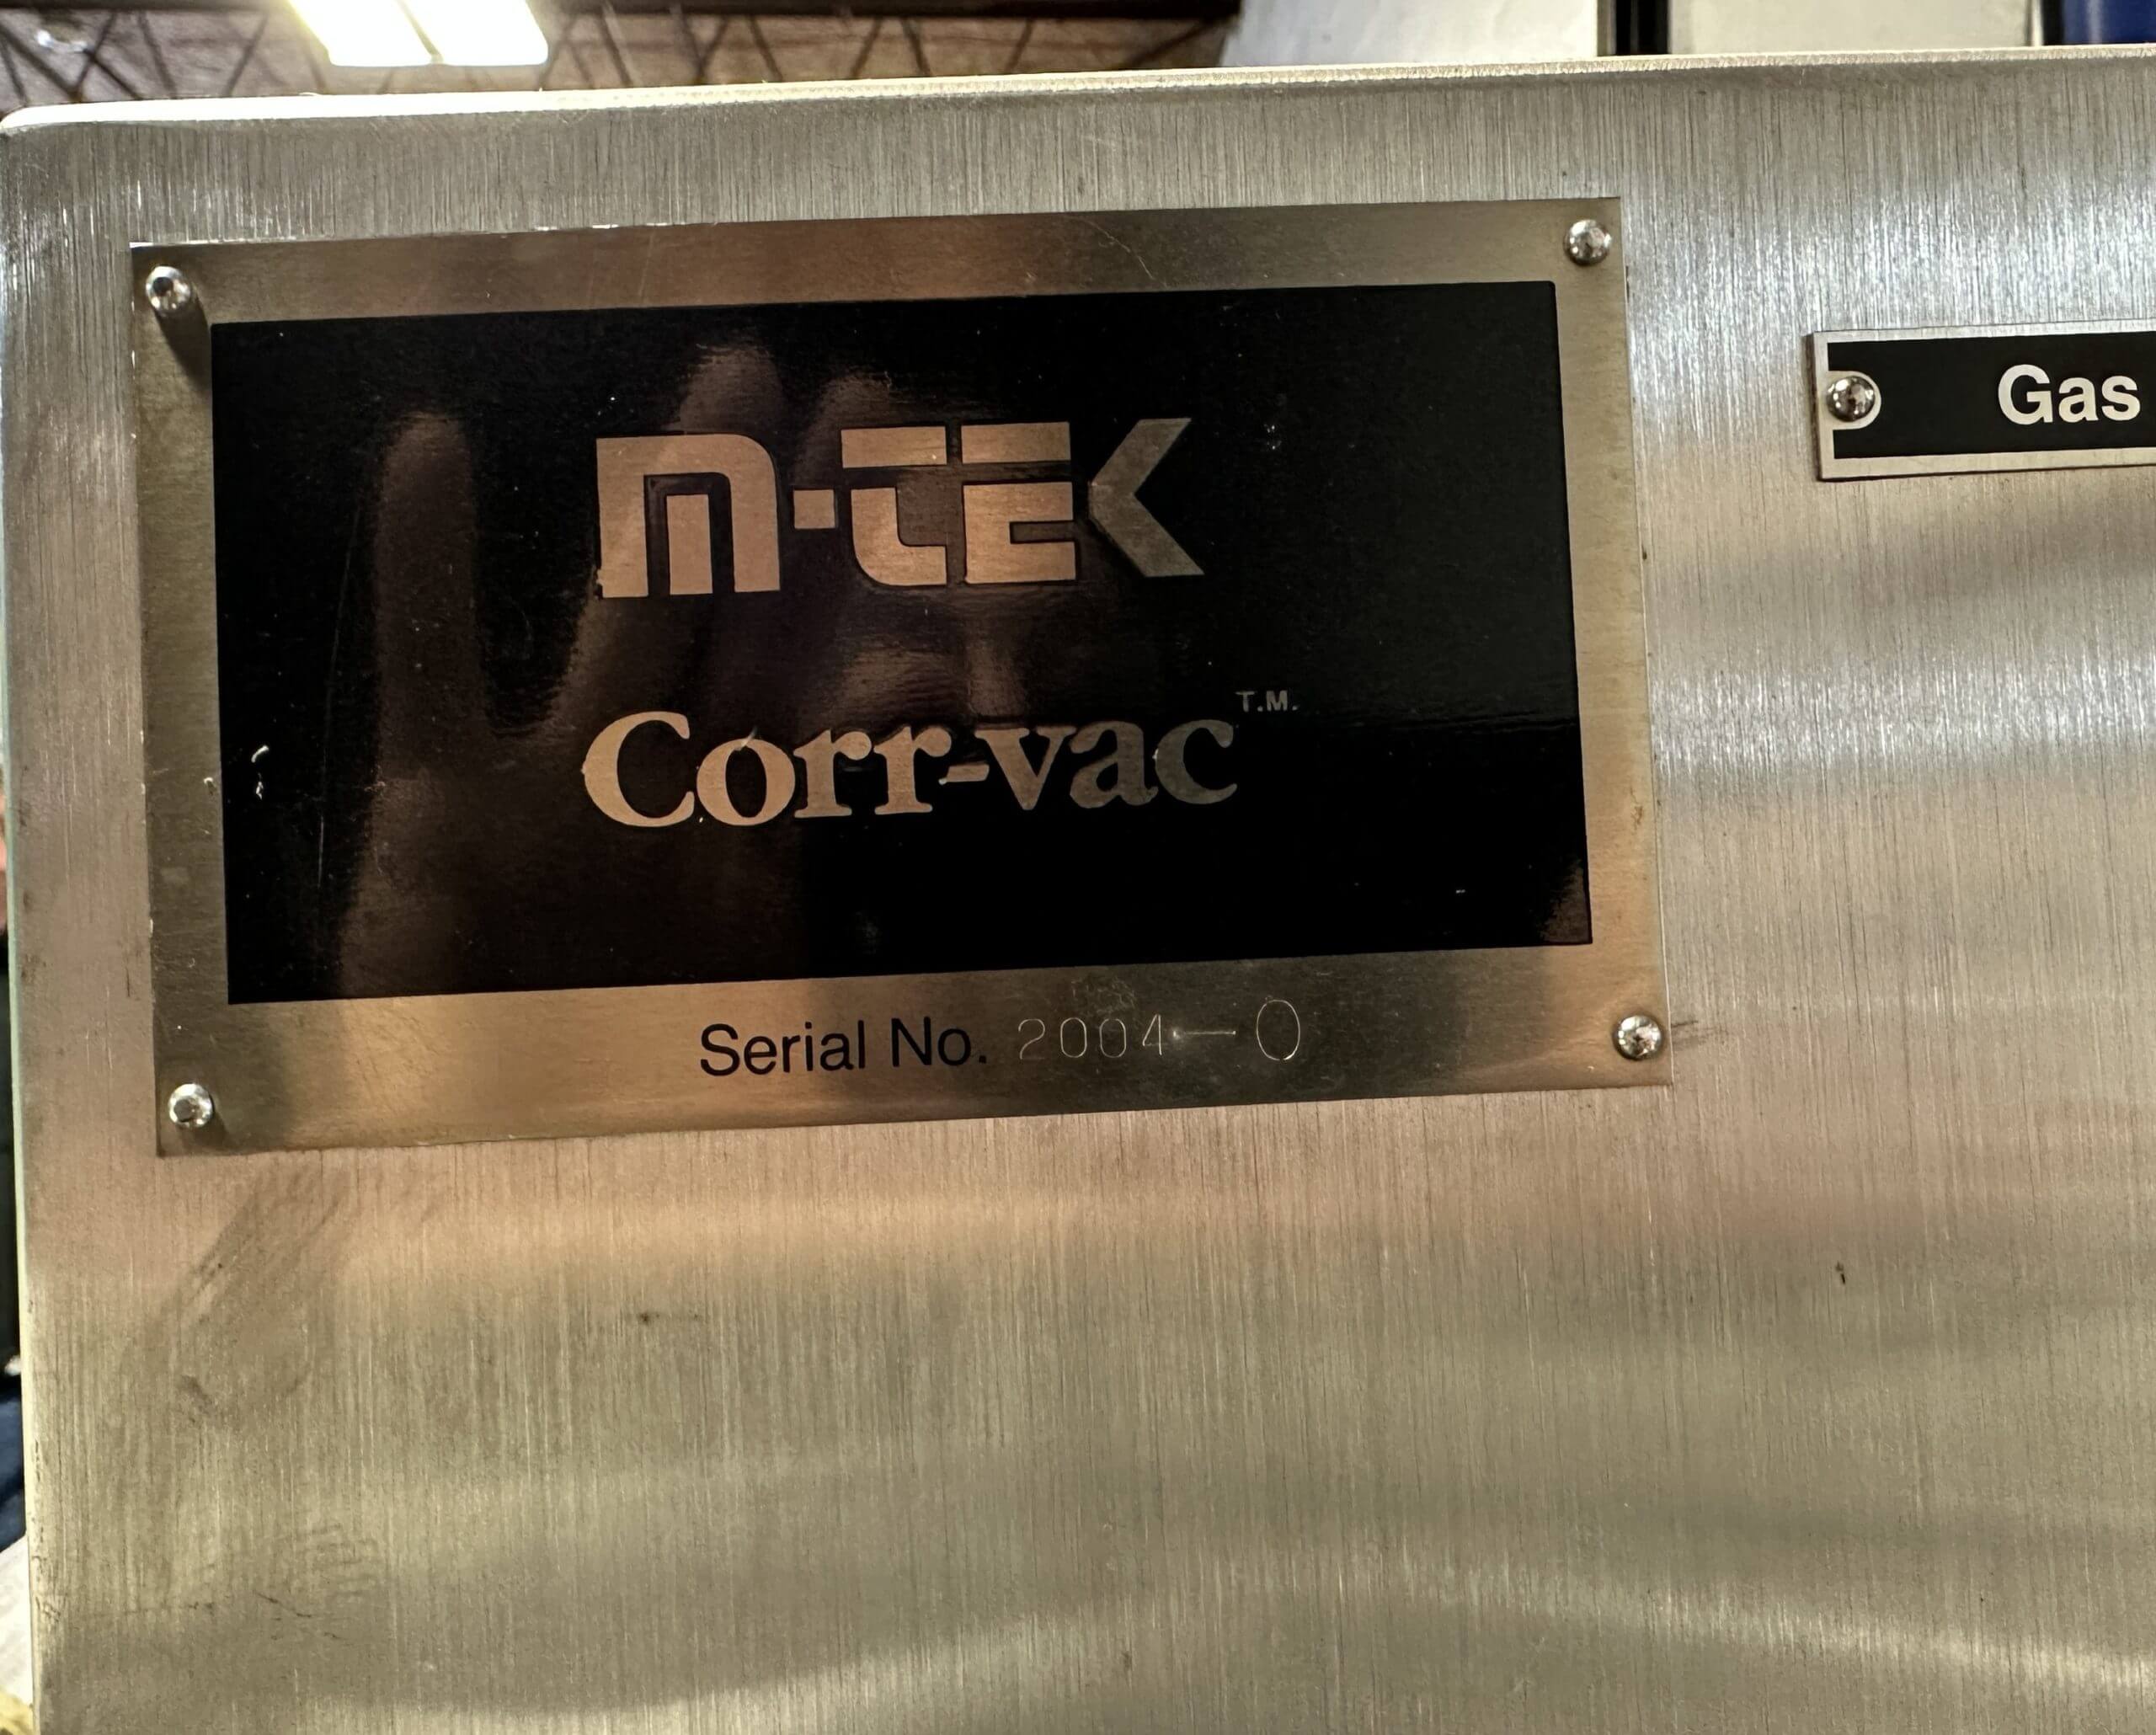 m-tek
Corr-vac T.M.
Serial No. 2004-0
Gas